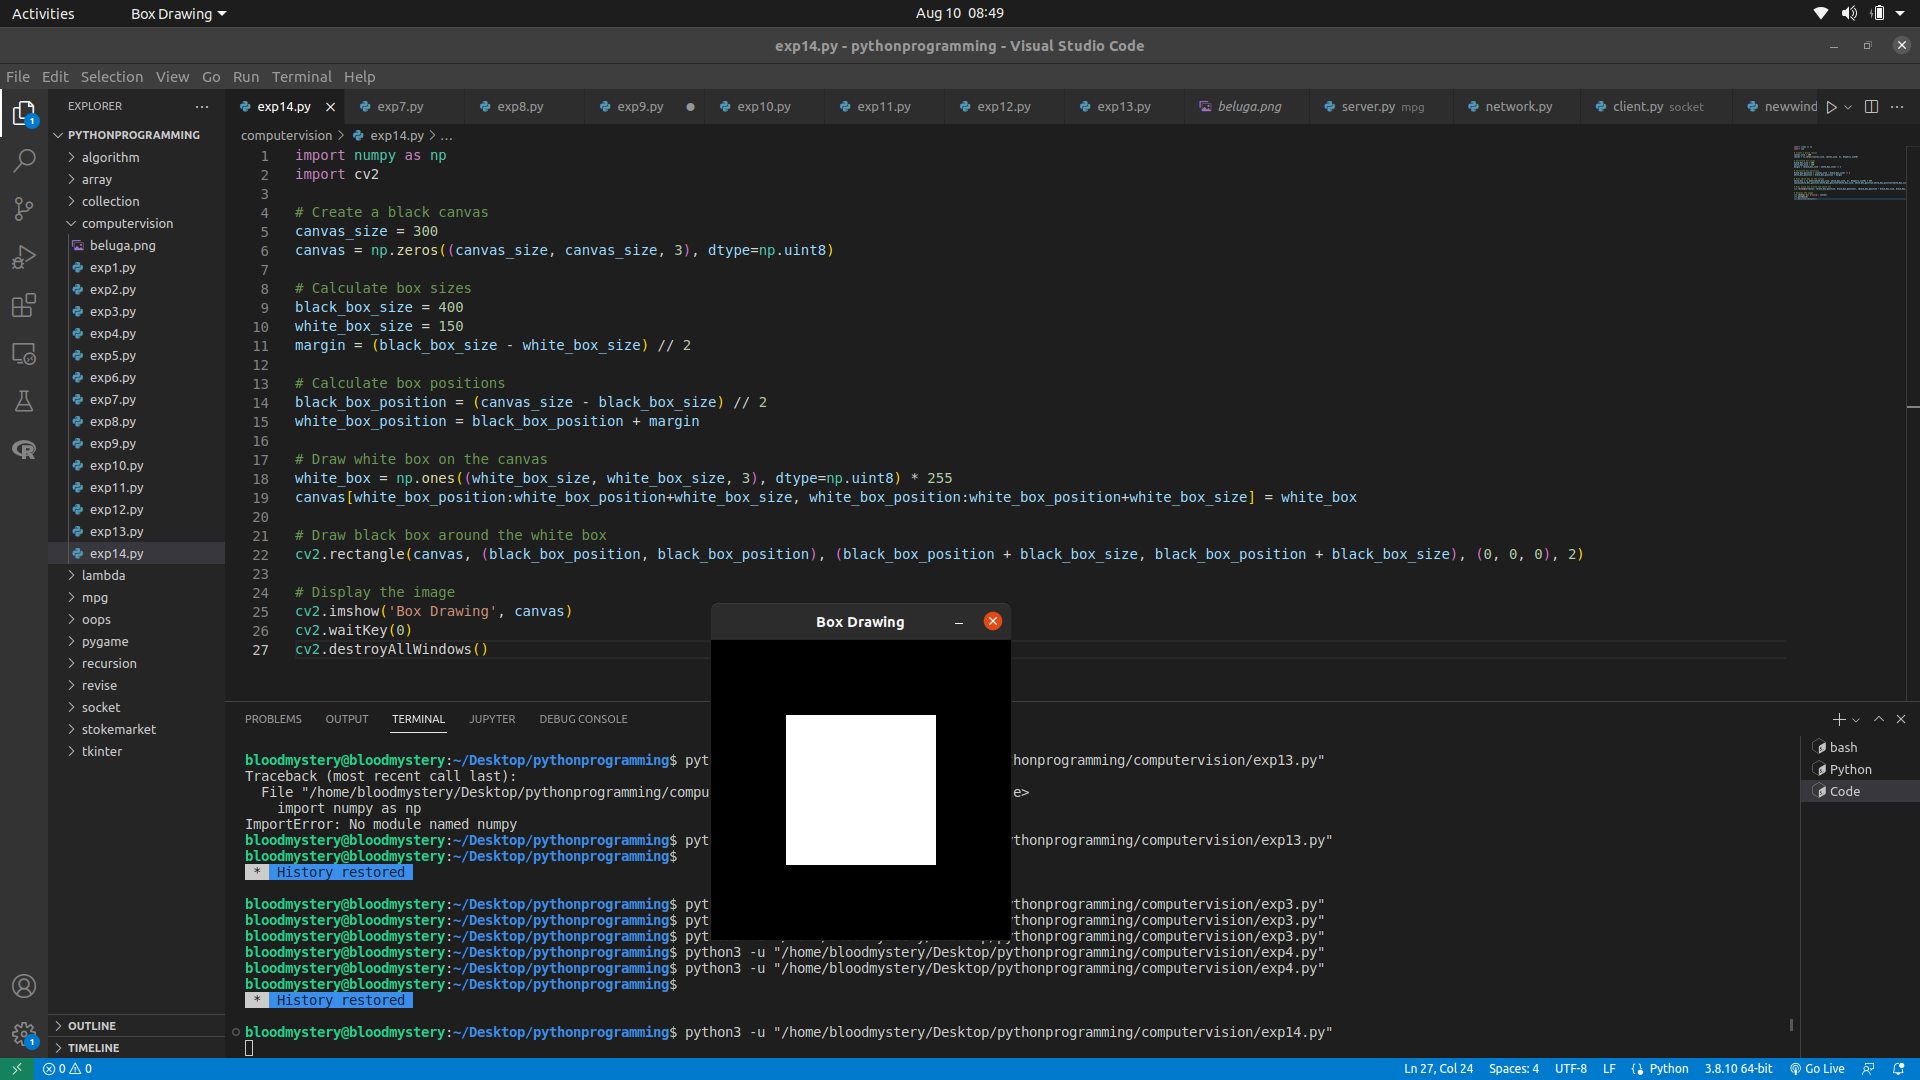 Activities
Box Drawing
Aug 10 08:49
exp14.py - pythonprogramming - Visual Studio Code
File Edit Selection View Go Run Terminal Help
EXPLORER
exp14.py
exp7.py
exp8.py
exp9.py
exp10.py
exp11.py
exp12.py
exp13.py
beluga.png
server.py mpg
network.py
client.py socket
newwind
computervision > exp14.py > ...
PYTHONPROGRAMMING
algorithm
array
collection
computervision
beluga.png
exp1.py
exp2.py
exp3.py
exp4.py
exp5.py
exp6.py
exp7.py
exp8.py
exp9.py
exp10.py
exp11.py
exp12.py
exp13.py
exp14.py
lambda
mpg
oops
pygame
recursion
revise
socket
stokemarket
tkinter
OUTLINE
TIMELINE
1 import numpy as np
2 import cv2
3
4 # Create a black canvas
5 canvas_size = 300
6 canvas = np.zeros((canvas_size, canvas_size, 3), dtype=np.uint8)
7
8 # Calculate box sizes
9 black_box_size = 400
10 white_box_size = 150
11 margin = (black_box_size - white_box_size) // 2
12
13 # Calculate box positions
14 black_box_position = (canvas_size - black_box_size) // 2
15 white_box_position = black_box_position + margin
16
17 # Draw white box on the canvas
18 white_box = np.ones((white_box_size, white_box_size, 3), dtype=np.uint8) * 255
19 canvas[white_box_position:white_box_position+white_box_size, white_box_position:white_box_position+white_box_size] = white_box
20
21 # Draw black box around the white box
22 cv2.rectangle(canvas, (black_box_position, black_box_position), (black_box_position + black_box_size, black_box_position + black_box_size), (0, 0, 0), 2)
23
24 # Display the image
25 cv2.imshow('Box Drawing', canvas)
26 cv2.waitKey(0)
27 cv2.destroyAllWindows()
Box Drawing
PROBLEMS OUTPUT TERMINAL JUPYTER DEBUG CONSOLE
bloodmystery@bloodmystery:~/Desktop/pythonprogramming$ pyt honprogramming/computervision/exp13.py"
Traceback (most recent call last):
File "/home/bloodmystery/Desktop/pythonprogramming/compu e>
import numpy as np
ImportError: No module named numpy
bloodmystery@bloodmystery:~/Desktop/pythonprogramming$ pyt thonprogramming/computervision/exp13.py"
bloodmystery@bloodmystery:~/Desktop/pythonprogramming$
* History restored
bloodmystery@bloodmystery:~/Desktop/pythonprogramming$ pyt thonprogramming/computervision/exp3.py"
bloodmystery@bloodmystery:~/Desktop/pythonprogramming$ pyt thonprogramming/computervision/exp3.py"
bloodmystery@bloodmystery:~/Desktop/pythonprogramming$ pyt thonprogramming/computervision/exp3.py"
bloodmystery@bloodmystery:~/Desktop/pythonprogramming$ python3 -u "/home/bloodmystery/Desktop/pythonprogramming/computervision/exp4.py"
bloodmystery@bloodmystery:~/Desktop/pythonprogramming$ python3 -u "/home/bloodmystery/Desktop/pythonprogramming/computervision/exp4.py"
bloodmystery@bloodmystery:~/Desktop/pythonprogramming$
* History restored
bloodmystery@bloodmystery:~/Desktop/pythonprogramming$ python3 -u "/home/bloodmystery/Desktop/pythonprogramming/computervision/exp14.py"
bash
Python
Code
1
1
0 0
Ln 27, Col 24 Spaces: 4 UTF-8 LF Python 3.8.10 64-bit Go Live